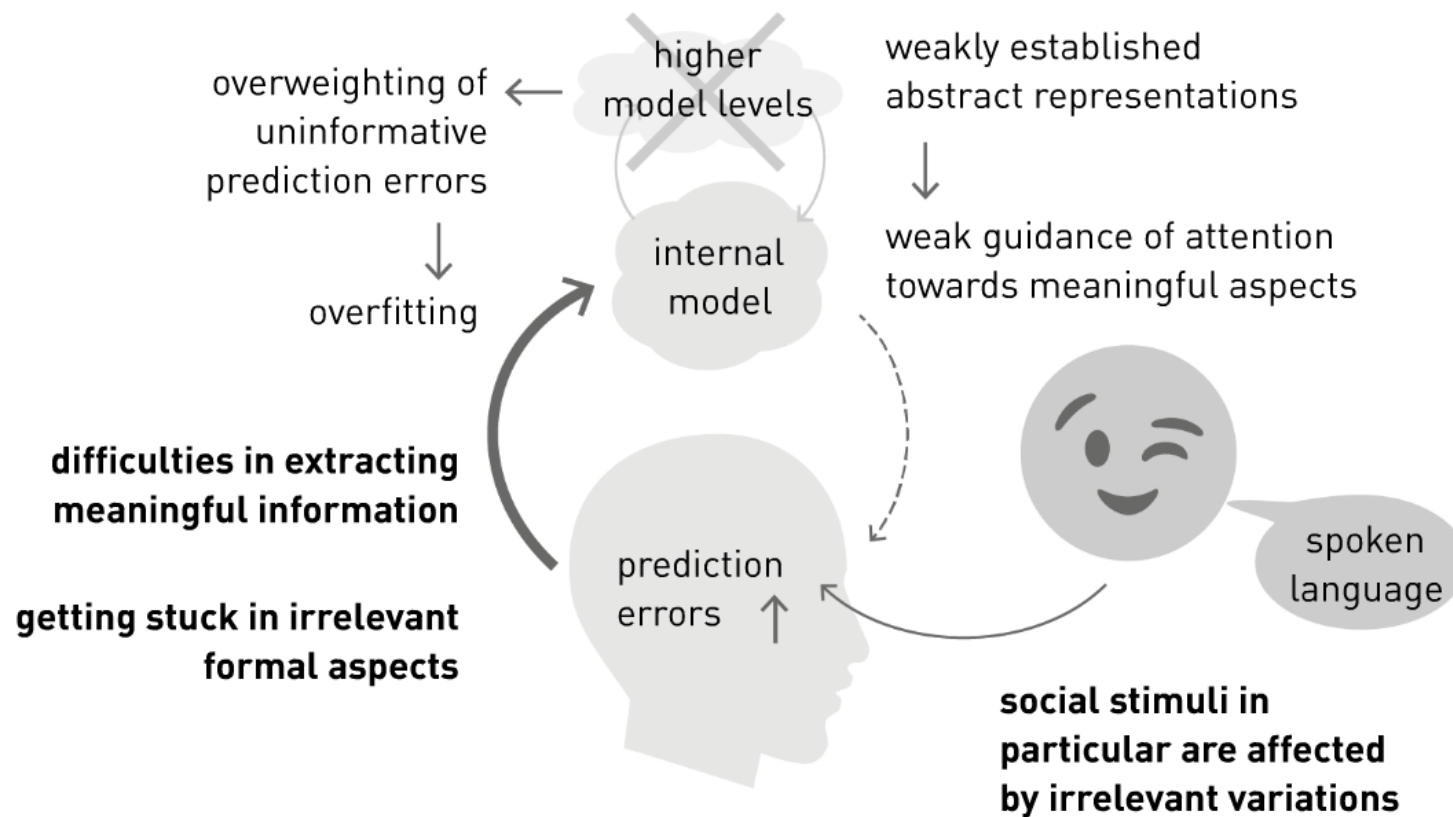 higher
model levels
overweighting of
uninformative
prediction errors
overfitting
weakly established
abstract representations
weak guidance of attention
towards meaningful aspects
internal
model
difficulties in extracting
meaningful information
getting stuck in irrelevant
formal aspects
prediction
errors
spoken
language
social stimuli in
particular are affected
by irrelevant variations